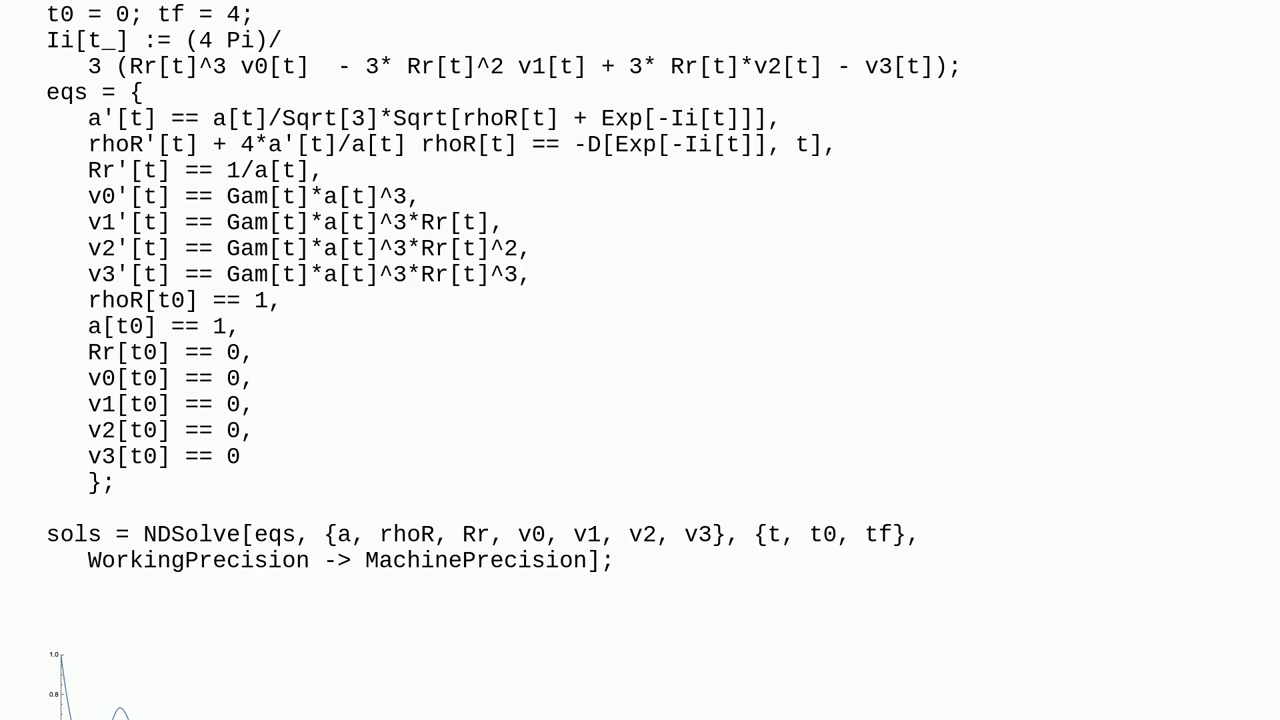 t0 = 0; tf = 4;
Ii[t_] := (4 Pi)/
   3 (Rr[t]^3 v0[t]  - 3* Rr[t]^2 v1[t] + 3* Rr[t]*v2[t] - v3[t]);
eqs = {
   a'[t] == a[t]/Sqrt[3]*Sqrt[rhoR[t] + Exp[-Ii[t]]],
   rhoR'[t] + 4*a'[t]/a[t] rhoR[t] == -D[Exp[-Ii[t]], t],
   Rr'[t] == 1/a[t],
   v0'[t] == Gam[t]*a[t]^3,
   v1'[t] == Gam[t]*a[t]^3*Rr[t],
   v2'[t] == Gam[t]*a[t]^3*Rr[t]^2,
   v3'[t] == Gam[t]*a[t]^3*Rr[t]^3,
   rhoR[t0] == 1,
   a[t0] == 1,
   Rr[t0] == 0,
   v0[t0] == 0,
   v1[t0] == 0,
   v2[t0] == 0,
   v3[t0] == 0
   };
sols = NDSolve[eqs, {a, rhoR, Rr, v0, v1, v2, v3}, {t, t0, tf},
   WorkingPrecision -> MachinePrecision];
1.0
0.8